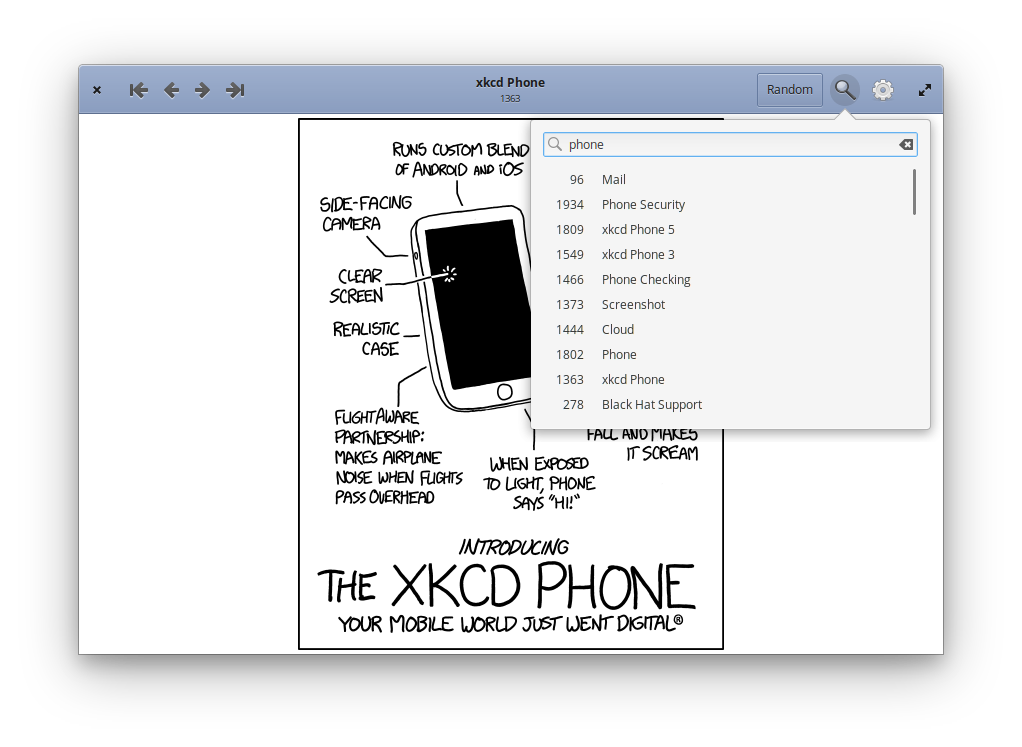 xkcd Phone
1363
Random
phone
96 Mail
1934 Phone Security
1809 xkcd Phone 5
1549 xkcd Phone 3
1466 Phone Checking
1373 Screenshot
1444 Cloud
1802 Phone
1363 xkcd Phone
278 Black Hat Support
RUNS CUSTOM BLEND
OF ANDROID AND iOS
SIDE-FACING
CAMERA
CLEAR
SCREEN
REALISTIC
CASE
FLIGHTAWARE
PARTNERSHIP:
MAKES AIRPLANE
NOISE WHEN FLIGHTS
PASS OVERHEAD
WHEN EXPOSED
TO LIGHT, PHONE
SAYS "HI!"
FALL AND MAKES
IT SCREAM
INTRODUCING
THE XKCD PHONE
YOUR MOBILE WORLD JUST WENT DIGITAL®